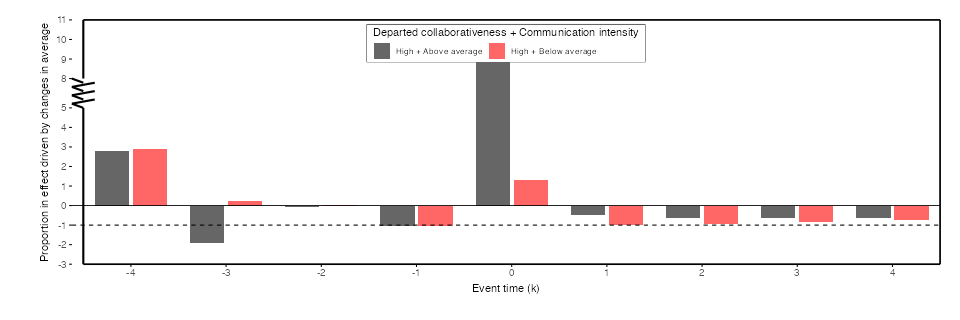 Proportion in effect driven by changes in average
11
10
9
8
5
4
3
2
1
0
-1
-2
-3
Departed collaborativeness + Communication intensity
High + Above average High + Below average
-4 -3 -2 -1 0 1 2 3 4
Event time (k)